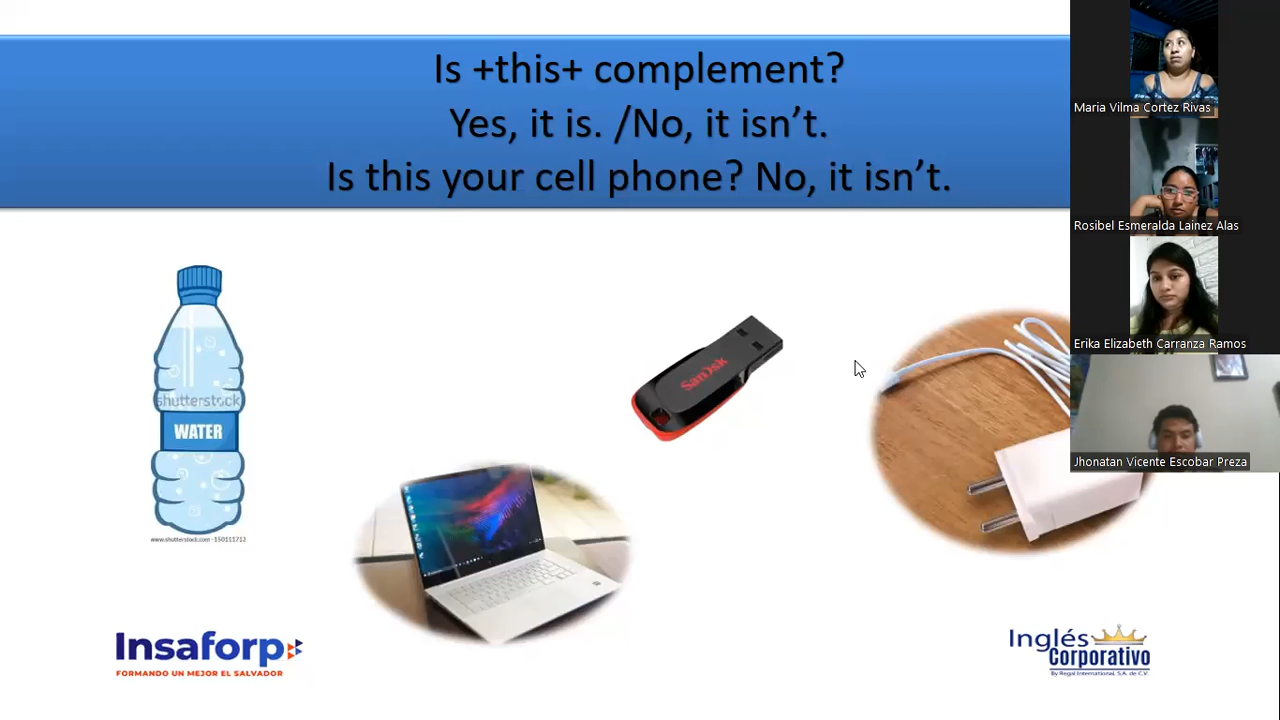 Is +this+ complement?
Yes, it is. /No, it isn’t.
Is this your cell phone? No, it isn’t.
Maria Vilma Cortez Rivas
Rosibel Esmeralda Lainez Alas
Erika Elizabeth Carranza Ramos
Jhonatan Vicente Escobar Preza
SanDisk
shutterstock
WATER
www.shutterstock.com · 150111712
Insaforp
FORMANDO UN MEJOR EL SALVADOR
Inglés
Corporativo
By Regal International, S.A. de C.V.